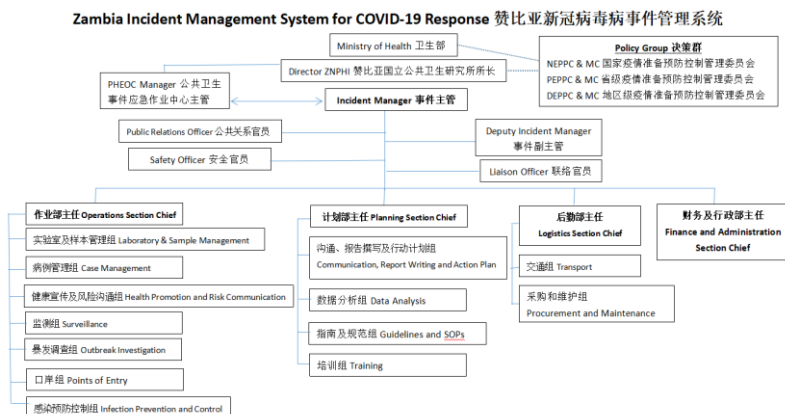 Zambia Incident Management System for COVID-19 Response 赞比亚新冠病毒病事件管理系统
Ministry of Health 卫生部
Director ZNPHI 赞比亚国立公共卫生研究所所长
Policy Group 决策群
NEPPC & MC 国家疫情准备预防控制管理委员会
PEPPC & MC 省级疫情准备预防控制管理委员会
DEPPC & MC 地区级疫情准备预防控制管理委员会
PHEOC Manager 公共卫生
事件应急作业中心主管
Incident Manager 事件主管
Public Relations Officer 公共关系官员
Deputy Incident Manager
事件副主管
Safety Officer 安全官员
Liaison Officer 联络官员
作业部主任 Operations Section Chief
实验室及样本管理组 Laboratory & Sample Management
病例管理组 Case Management
健康宣传及风险沟通组 Health Promotion and Risk Communication
监测组 Surveillance
暴发调查组 Outbreak Investigation
口岸组 Points of Entry
感染预防控制组 Infection Prevention and Control
计划部主任 Planning Section Chief
沟通、报告撰写及行动计划组
Communication, Report Writing and Action Plan
数据分析组 Data Analysis
指南及规范组 Guidelines and SOPs
培训组 Training
后勤部主任
Logistics Section Chief
交通组 Transport
采购和维护组
Procurement and Maintenance
财务及行政部主任
Finance and Administration
Section Chief